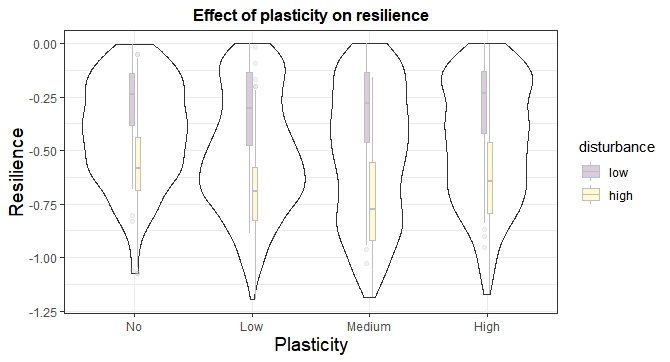 Effect of plasticity on resilience
Resilience
0.00
-0.25
-0.50
-0.75
-1.00
-1.25
No Low Medium High
Plasticity
disturbance
low
high